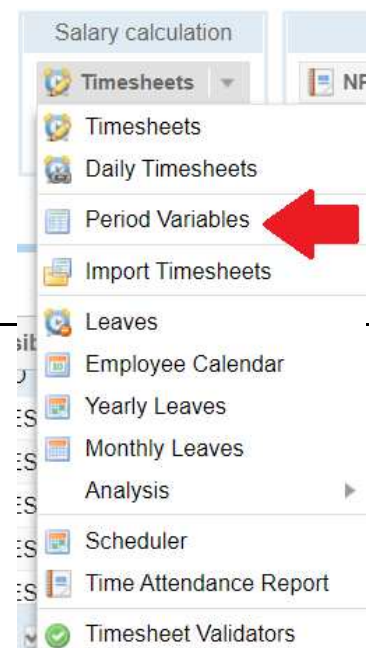 Salary calculation
Timesheets
NF
Timesheets
Daily Timesheets
Period Variables
Import Timesheets
Leaves
Employee Calendar
Yearly Leaves
Monthly Leaves
Analysis
Scheduler
Time Attendance Report
Timesheet Validators